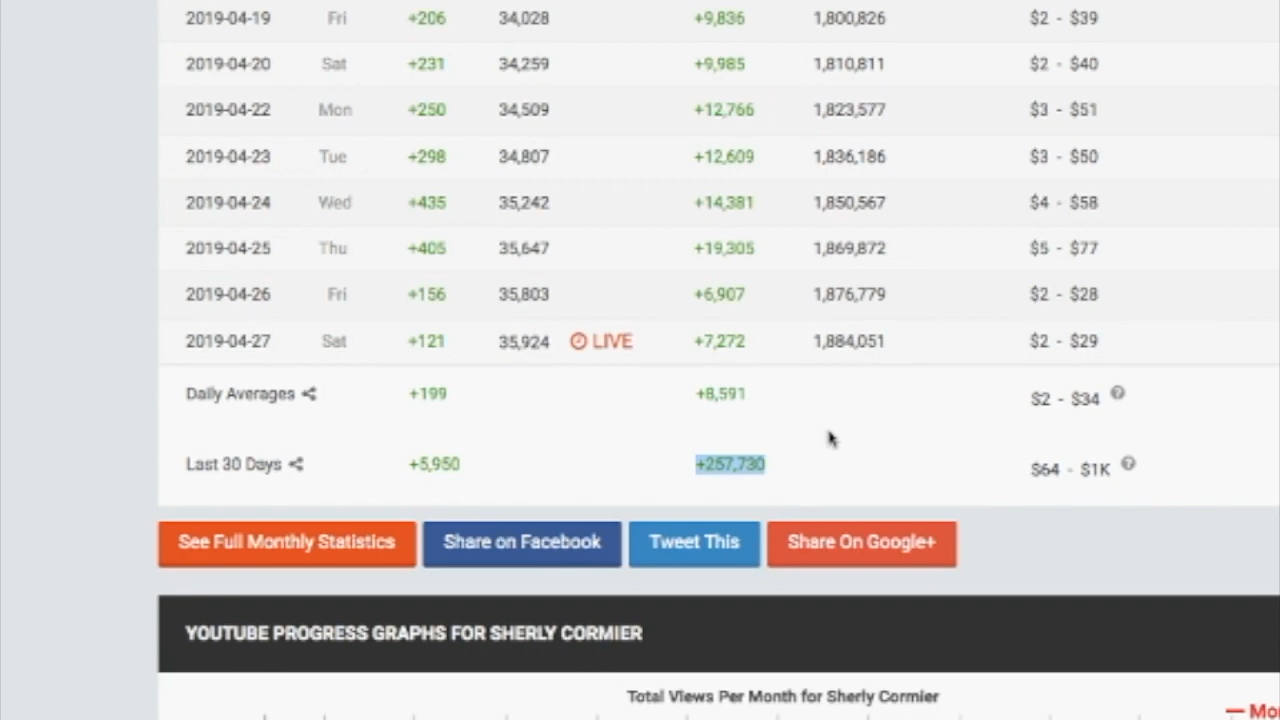 2019-04-19 Fri +206 34,028 +9,836 1,800,826 $2 - $39
2019-04-20 Sat +231 34,259 +9,985 1,810,811 $2 - $40
2019-04-22 Mon +250 34,509 +12,766 1,823,577 $3 - $51
2019-04-23 Tue +298 34,807 +12,609 1,836,186 $3 - $50
2019-04-24 Wed +435 35,242 +14,381 1,850,567 $4 - $58
2019-04-25 Thu +405 35,647 +19,305 1,869,872 $5 - $77
2019-04-26 Fri +156 35,803 +6,907 1,876,779 $2 - $28
2019-04-27 Sat +121 35,924 LIVE +7,272 1,884,051 $2 - $29
Daily Averages +199 +8,591 $2 - $34
Last 30 Days +5,950 +257,730 $64 - $1K
See Full Monthly Statistics Share on Facebook Tweet This Share On Google+
YOUTUBE PROGRESS GRAPHS FOR SHERLY CORMIER
Total Views Per Month for Sherly Cormier